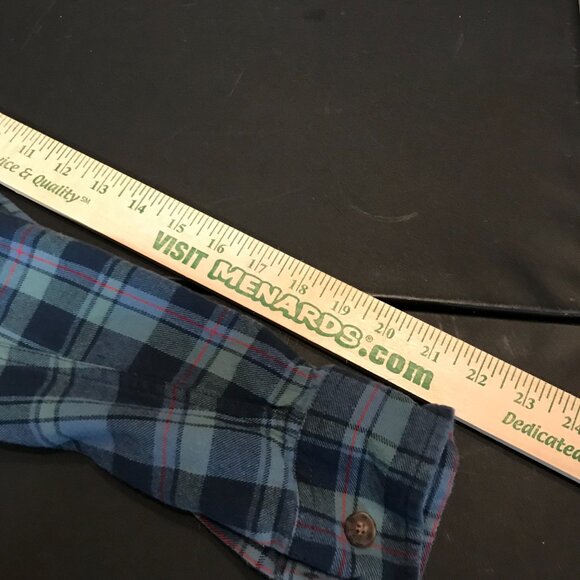 11 12 13 14 15 16 17 18 19 20 21 22 23 24
& Quality SM
VISIT MENARDS®.com
Dedicated